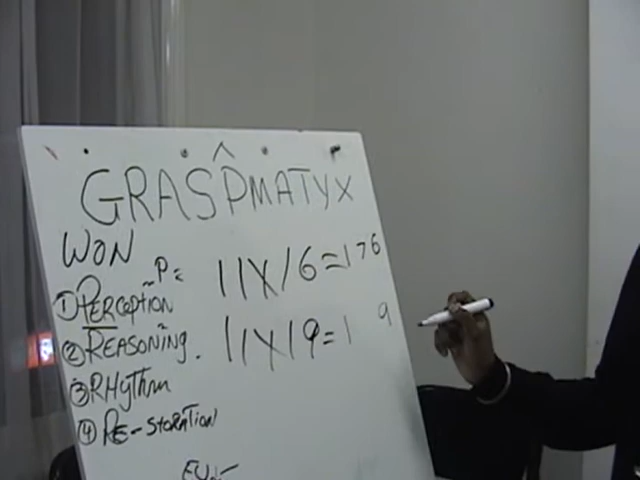 GRASPMATYX
WON
P=
11X16=176
① PERCEPTION
② REASONING.
11X19=1 9
③ RHythm
④ RE-STORATION